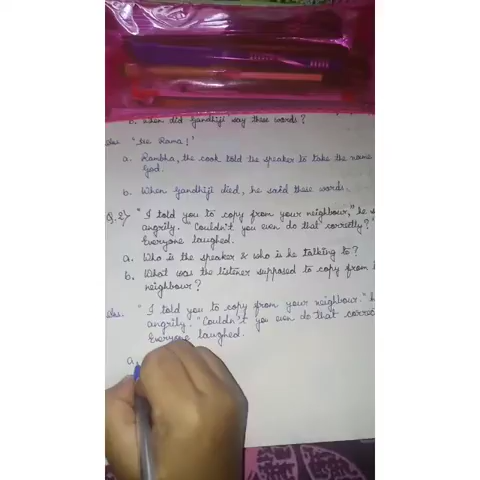 b. When did Gandhiji say these words?
Ans. "He Rama!"
a. Rambha, the cook told the speaker to take the name
God.
b. When Gandhiji died, he said these words.
Q.2) "I told you to copy from your neighbour," he
angrily. "Couldn't you even do that correctly?
Everyone laughed.
a. Who is the speaker & who is he talking to?
b. What was the listener supposed to copy from
neighbour?
Ans. "I told you to copy from your neighbour."
angrily. "Couldn't you even do that
Everyone laughed.
a.